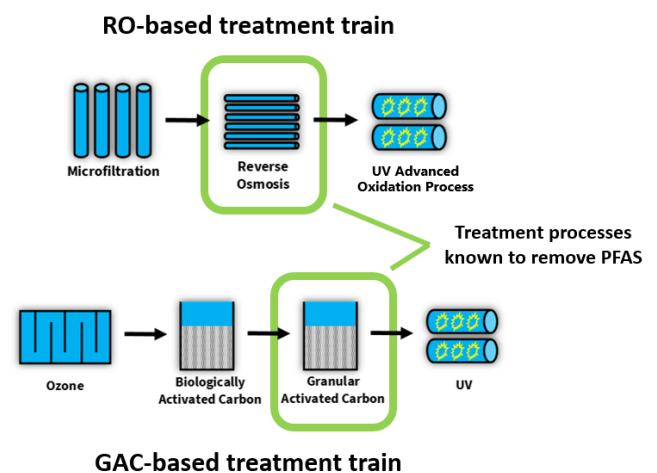 RO-based treatment train
Microfiltration
Reverse
Osmosis
UV Advanced
Oxidation Process
Treatment processes
known to remove PFAS
Ozone
Biologically
Activated Carbon
Granular
Activated Carbon
UV
GAC-based treatment train